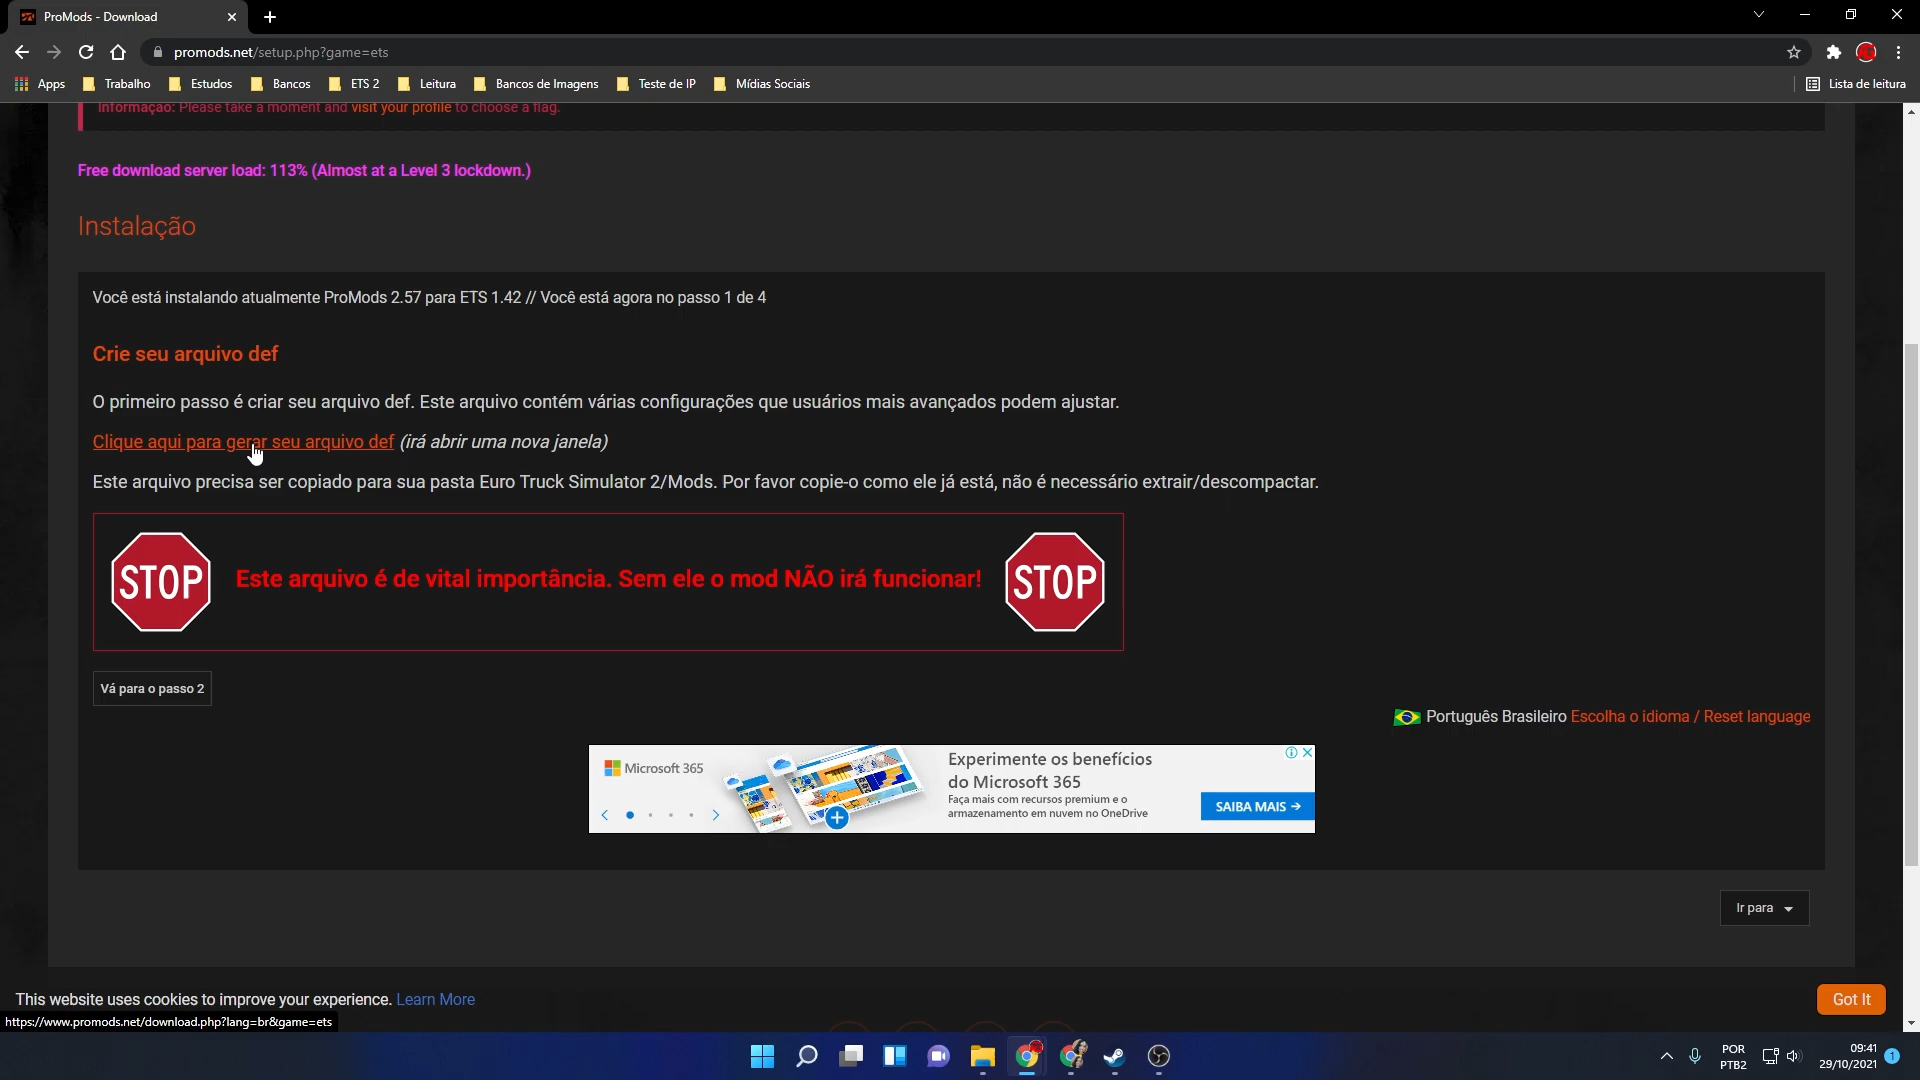 ProMods - Download
promods.net/setup.php?game=ets
Apps Trabalho Estudos Bancos ETS 2 Leitura Bancos de Imagens Teste de IP Mídias Sociais Lista de leitura
Informação: Please take a moment and visit your profile to choose a flag.
Free download server load: 113% (Almost at a Level 3 lockdown.)
Instalação
Você está instalando atualmente ProMods 2.57 para ETS 1.42 // Você está agora no passo 1 de 4
Crie seu arquivo def
O primeiro passo é criar seu arquivo def. Este arquivo contém várias configurações que usuários mais avançados podem ajustar.
Clique aqui para gerar seu arquivo def (irá abrir uma nova janela)
Este arquivo precisa ser copiado para sua pasta Euro Truck Simulator 2/Mods. Por favor copie-o como ele já está, não é necessário extrair/descompactar.
STOP Este arquivo é de vital importância. Sem ele o mod NÃO irá funcionar! STOP
Vá para o passo 2
Português Brasileiro Escolha o idioma / Reset language
Microsoft 365
Experimente os benefícios
do Microsoft 365
Faça mais com recursos premium e o
armazenamento em nuvem no OneDrive
SAIBA MAIS →
Ir para
This website uses cookies to improve your experience. Learn More
Got It
https://www.promods.net/download.php?lang=br&game=ets
POR
PTB2
09:41
29/10/2021
1